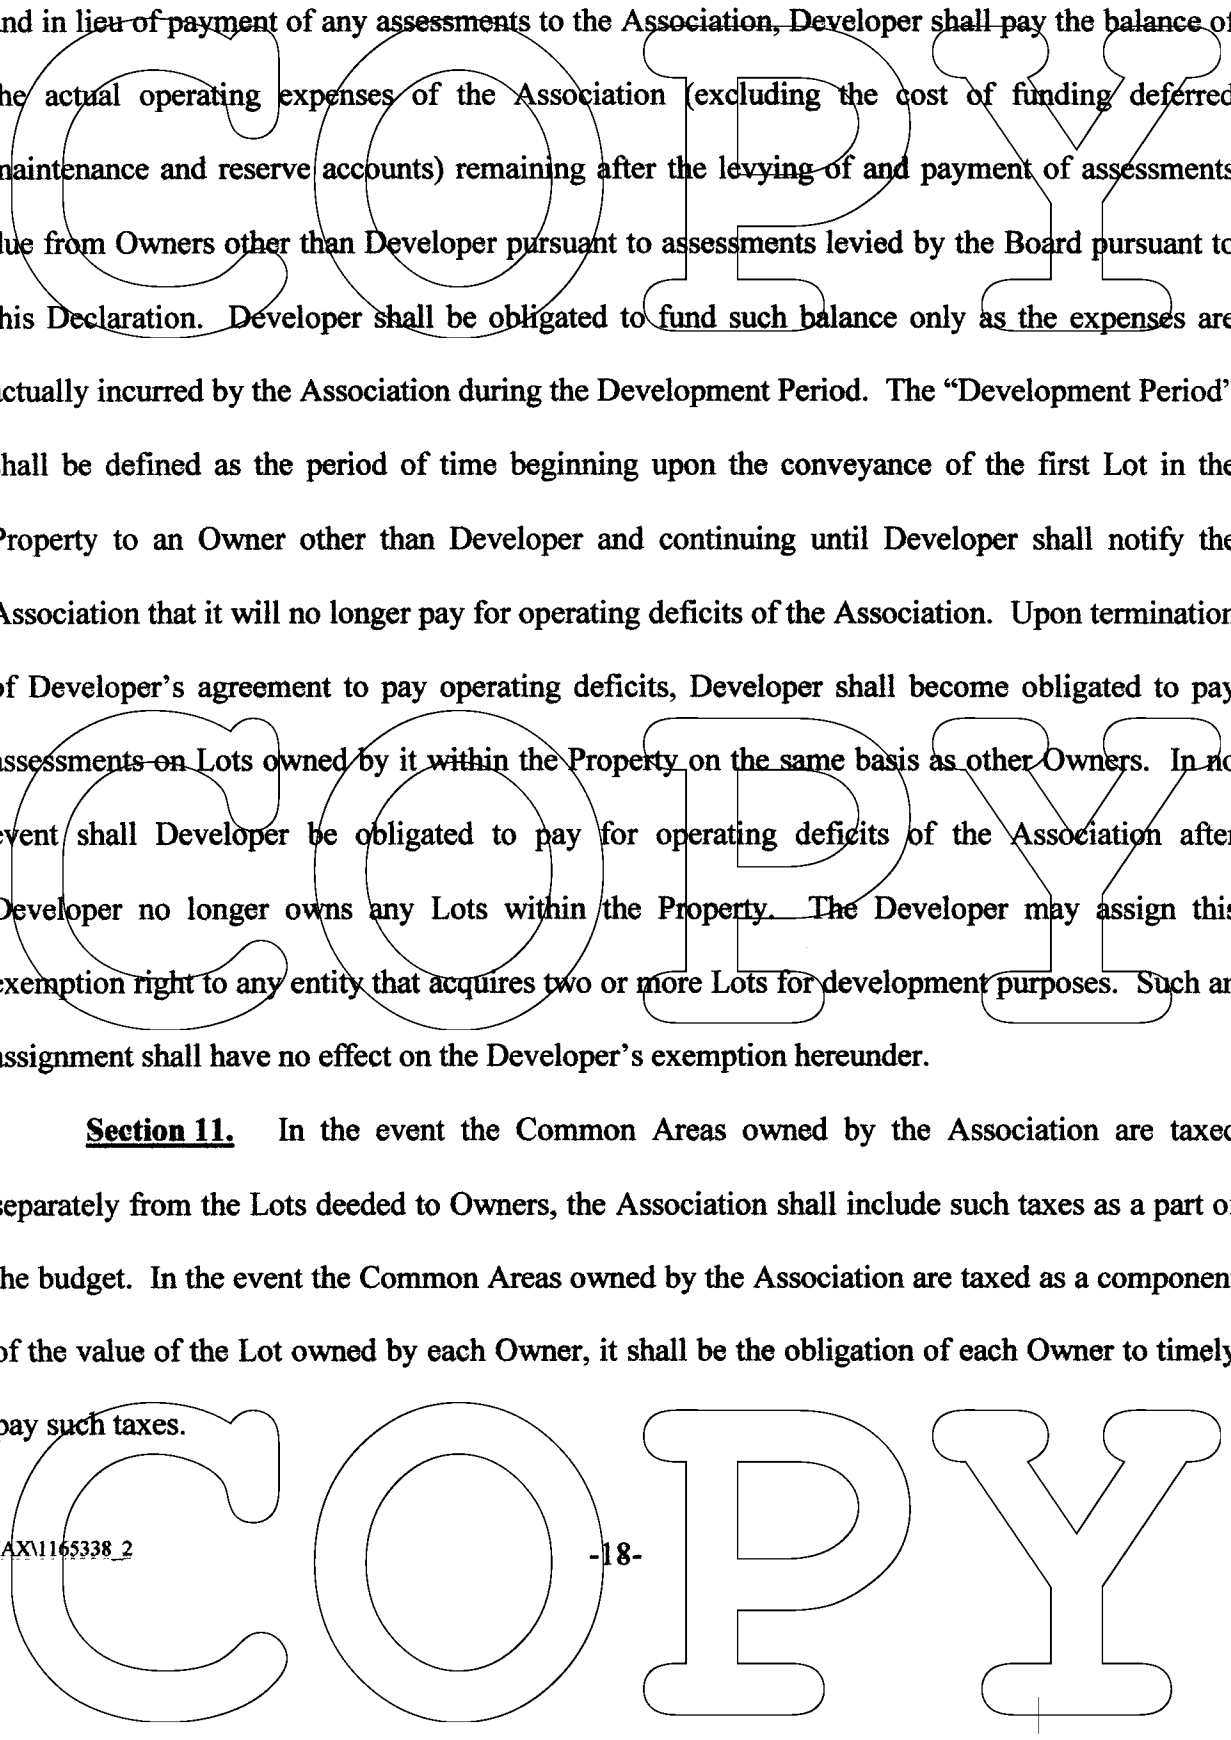 nd in lieu of payment of any assessments to the Association, Developer shall pay the balance of
he actual operating expenses of the Association (excluding the cost of funding deferred
naintenance and reserve accounts) remaining after the levying of and payment of assessments
lue from Owners other than Developer pursuant to assessments levied by the Board pursuant to
his Declaration. Developer shall be obligated to fund such balance only as the expenses are
ctually incurred by the Association during the Development Period. The “Development Period”
hall be defined as the period of time beginning upon the conveyance of the first Lot in the
Property to an Owner other than Developer and continuing until Developer shall notify the
Association that it will no longer pay for operating deficits of the Association. Upon termination
of Developer's agreement to pay operating deficits, Developer shall become obligated to pay
ssessments on Lots owned by it within the Property on the same basis as other Owners. In no
event shall Developer be obligated to pay for operating deficits of the Association after
Developer no longer owns any Lots within the Property. The Developer may assign this
exemption right to any entity that acquires two or more Lots for development purposes. Such an
ssignment shall have no effect on the Developer's exemption hereunder.
Section 11. In the event the Common Areas owned by the Association are taxed
separately from the Lots deeded to Owners, the Association shall include such taxes as a part of
the budget. In the event the Common Areas owned by the Association are taxed as a component
of the value of the Lot owned by each Owner, it shall be the obligation of each Owner to timely
pay such taxes.
AX\1165338_2
-18-
COPY
COPY
COPY